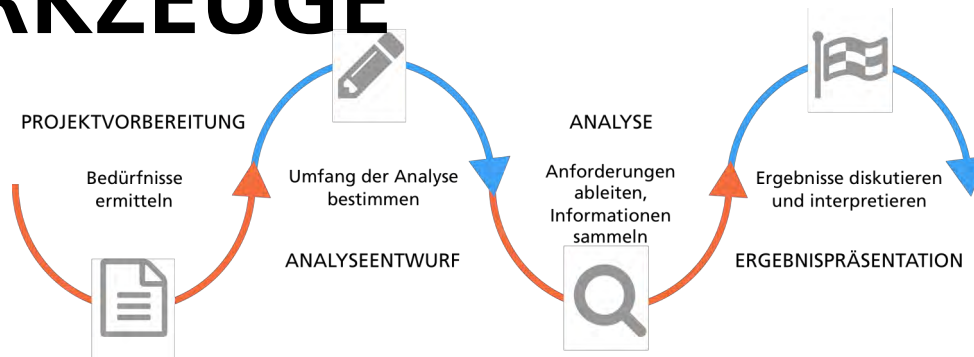 RKZEUGE
PROJEKTVORBEREITUNG
Bedürfnisse
ermitteln
Umfang der Analyse
bestimmen
ANALYSEENTWURF
ANALYSE
Anforderungen
ableiten,
Informationen
sammeln
Ergebnisse diskutieren
und interpretieren
ERGEBNISPRÄSENTATION